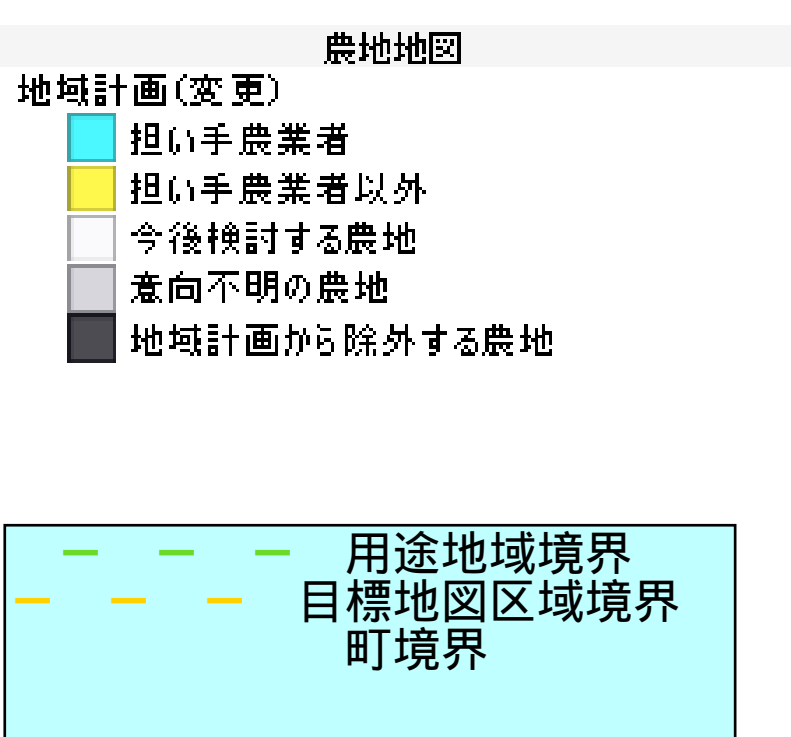 農地地図
地域計画(変更)
担い手農業者
担い手農業者以外
今後検討する農地
意向不明の農地
地域計画から除外する農地
用途地域境界
目標地図区域境界
町境界